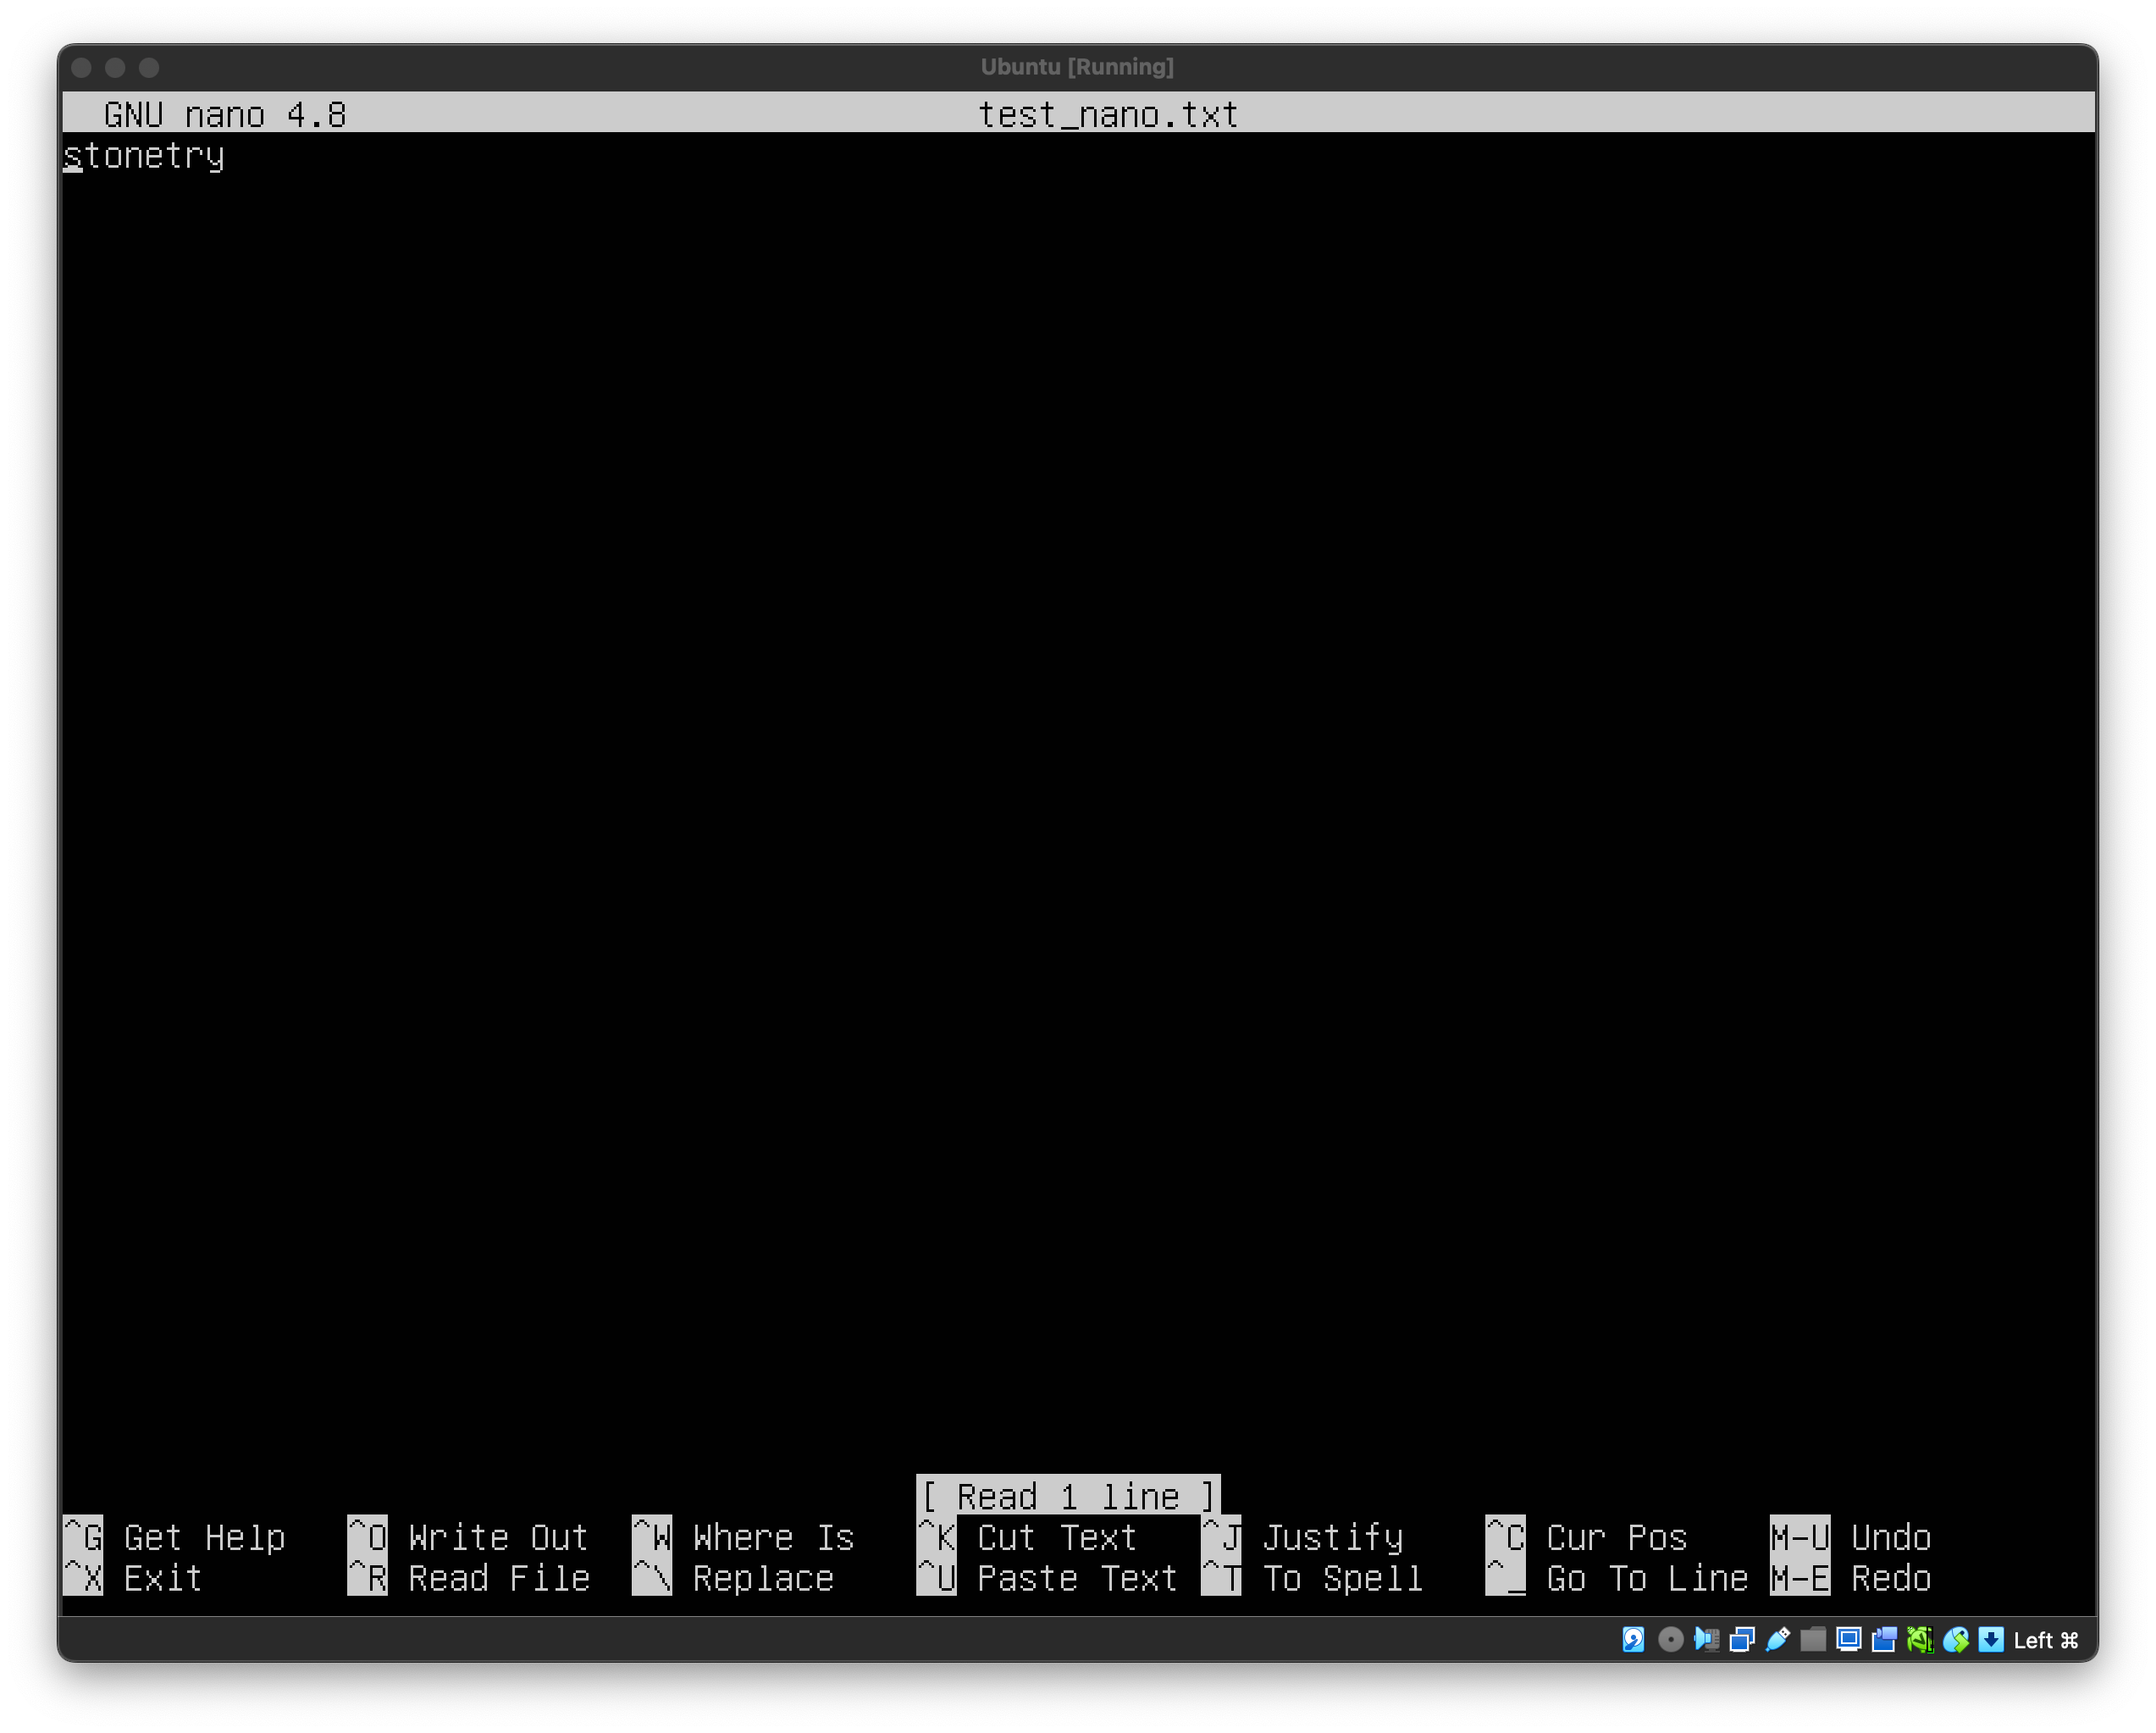 Ubuntu [Running]
GNU nano 4.8 test_nano.txt
stonetry
[ Read 1 line ]
^G Get Help ^O Write Out ^W Where Is ^K Cut Text ^J Justify ^C Cur Pos M-U Undo
^X Exit ^R Read File ^\ Replace ^U Paste Text ^T To Spell ^_ Go To Line M-E Redo
Left ⌘